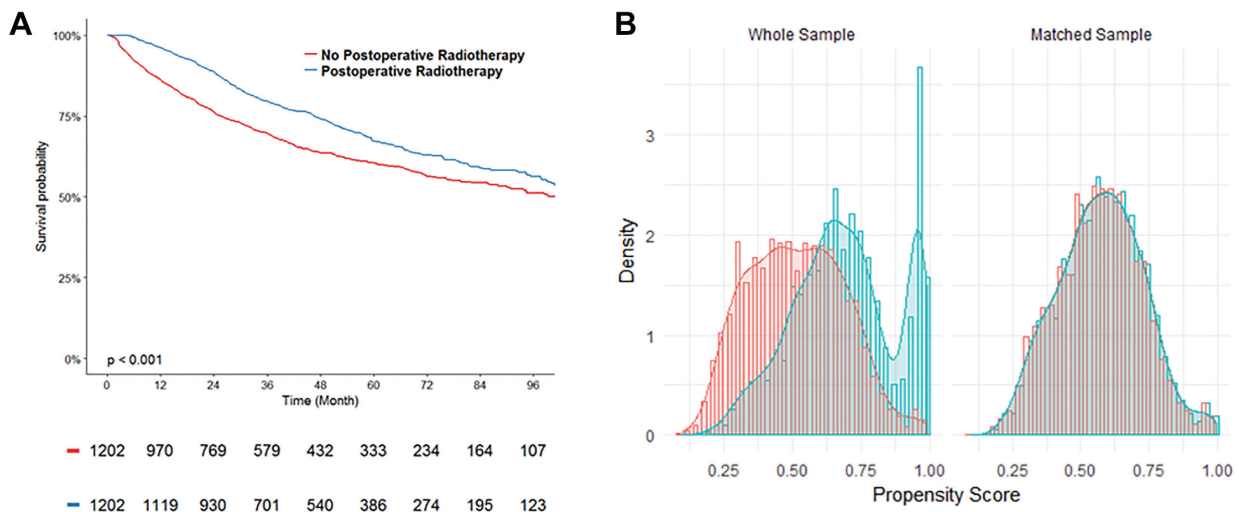 A
100%
75%
50%
25%
0%
Survival probability
No Postoperative Radiotherapy
Postoperative Radiotherapy
p < 0.001
0 12 24 36 48 60 72 84 96
Time (Month)
1202 970 769 579 432 333 234 164 107
1202 1119 930 701 540 386 274 195 123
B
Whole Sample Matched Sample
3
2
1
0
Density
0.25 0.50 0.75 1.00 0.25 0.50 0.75 1.00
Propensity Score